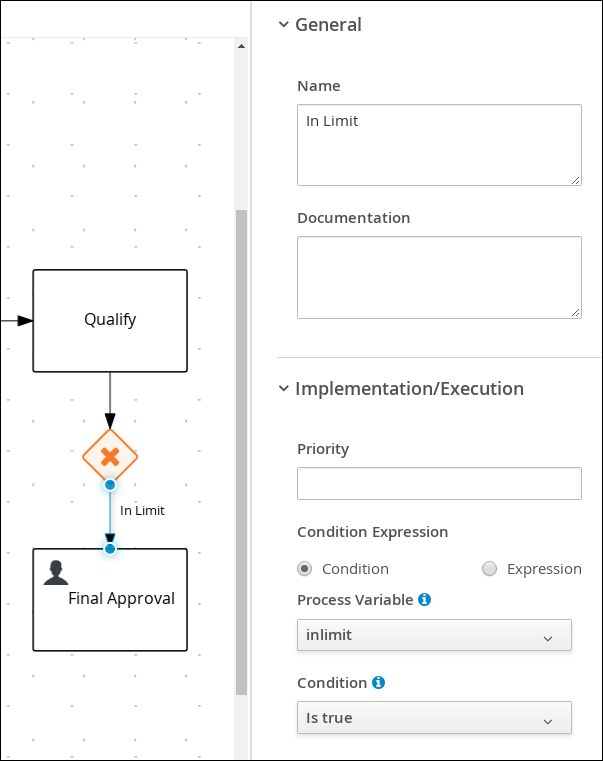 Qualify
In Limit
Final Approval
General
Name
In Limit
Documentation
Implementation/Execution
Priority
Condition Expression
Condition
Expression
Process Variable
inlimit
Condition
Is true